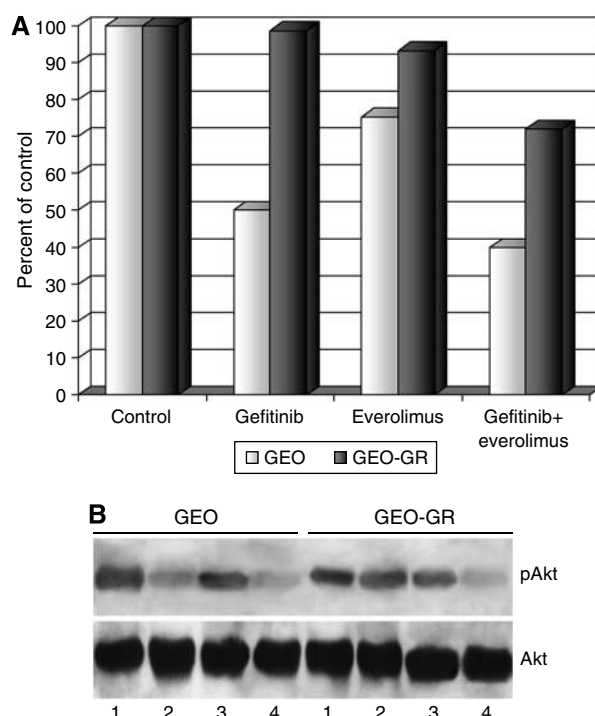 A
Percent of control
100
90
80
70
60
50
40
30
20
10
0
Control Gefitinib Everolimus Gefitinib+
everolimus
GEO GEO-GR
B
GEO GEO-GR
pAkt
Akt
1 2 3 4 1 2 3 4